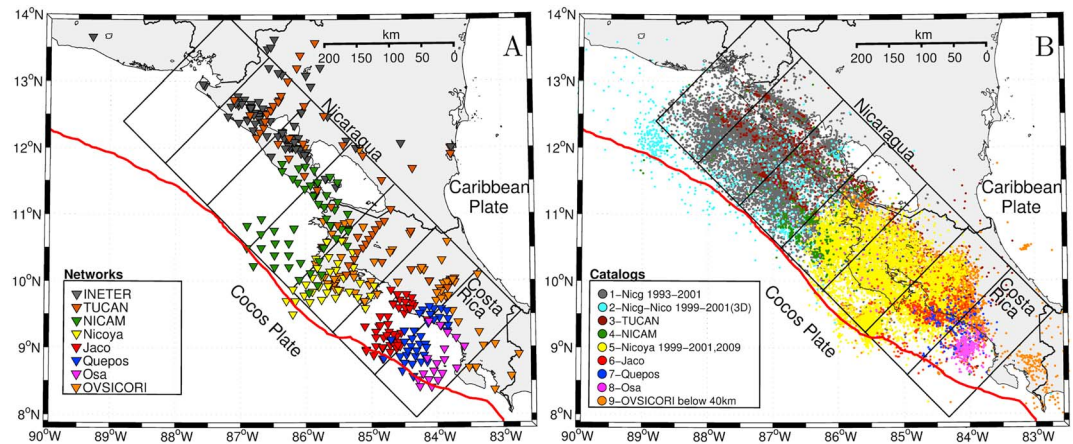 14°N
13°N
12°N
11°N
10°N
9°N
8°N
90°W
89°W
88°W
87°W
86°W
85°W
84°W
83°W
A
km
200 150 100 50 0
Nicaragua
Caribbean
Plate
Costa
Rica
Cocos Plate
Networks
INETER
TUCAN
NICAM
Nicoya
Jaco
Quepos
Osa
OVSICORI
14°N
13°N
12°N
11°N
10°N
9°N
8°N
90°W
89°W
88°W
87°W
86°W
85°W
84°W
83°W
B
km
200 150 100 50 0
Nicaragua
Caribbean
Plate
Costa
Rica
Cocos Plate
Catalogs
1−Nicg 1993−2001
2−Nicg−Nico 1999−2001(3D)
3−TUCAN
4−NICAM
5−Nicoya 1999−2001,2009
6−Jaco
7−Quepos
8−Osa
9−OVSICORI below 40km